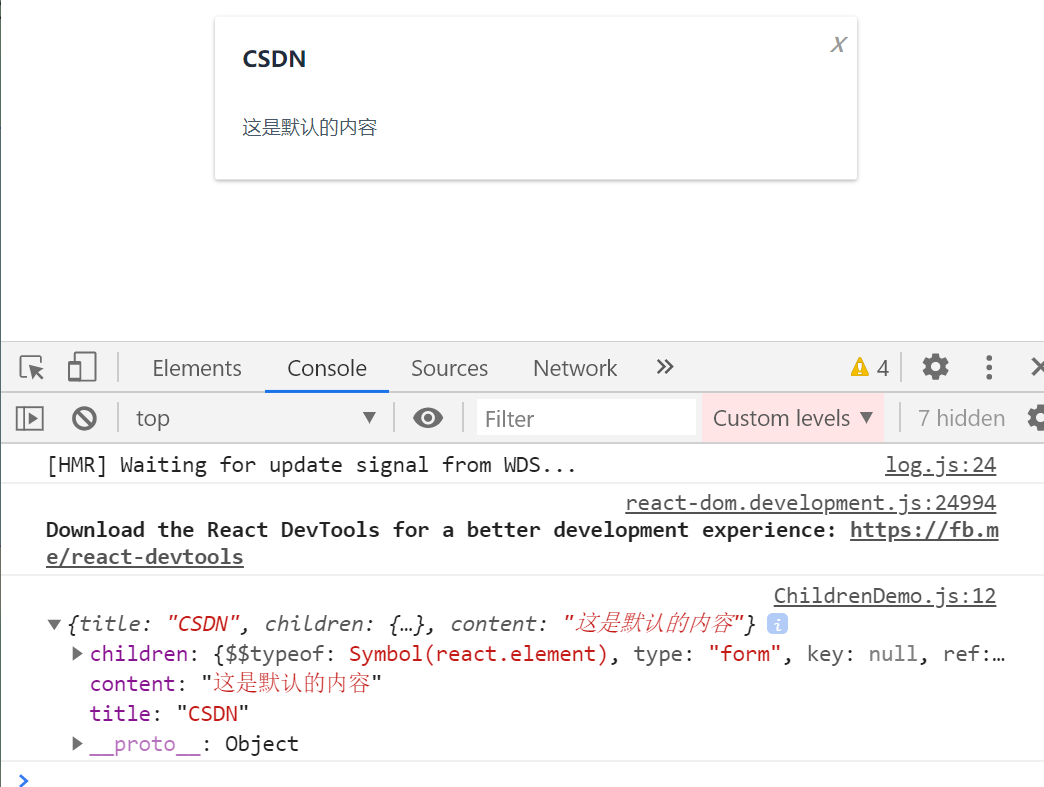 CSDN
X
这是默认的内容
Elements Console Sources Network » 4
top Filter Custom levels 7 hidden
[HMR] Waiting for update signal from WDS... log.js:24
react-dom.development.js:24994
Download the React DevTools for a better development experience: https://fb.m
e/react-devtools
ChildrenDemo.js:12
{title: "CSDN", children: {…}, content: "这是默认的内容"} i
children: {$$typeof: Symbol(react.element), type: "form", key: null, ref:…
content: "这是默认的内容"
title: "CSDN"
__proto__: Object